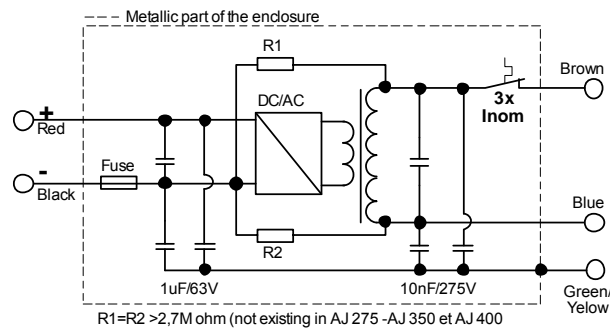 Metallic part of the enclosure
R1
Brown
DC/AC
3x
Inom
+
Red
Fuse
-
Black
Blue
R2
1uF/63V
10nF/275V
Green/
Yellow
R1=R2 >2,7M ohm (not existing in AJ 275 -AJ 350 et AJ 400